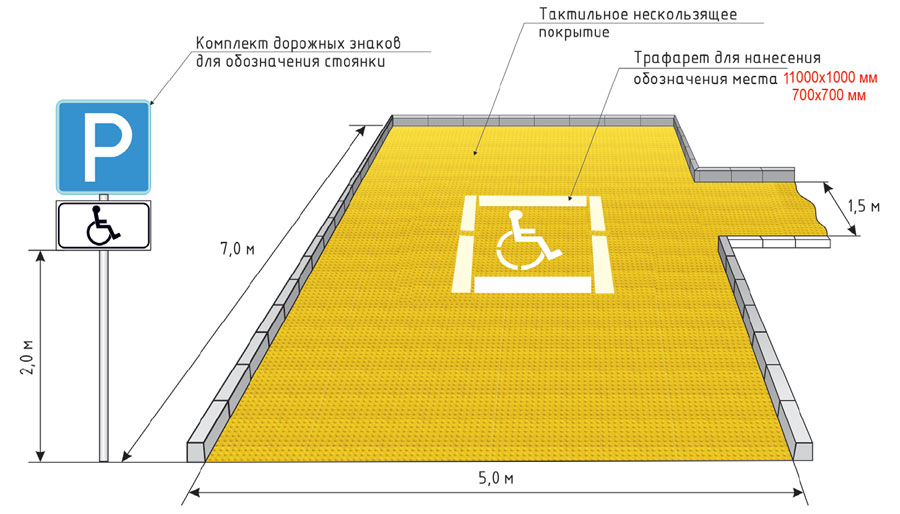 Тактильное нескользящее
покрытие
Комплект дорожных знаков
для обозначения стоянки
Трафарет для нанесения
обозначения места 11000х1000 мм
700х700 мм
P
1,5 м
7,0 м
2,0 м
5,0 м